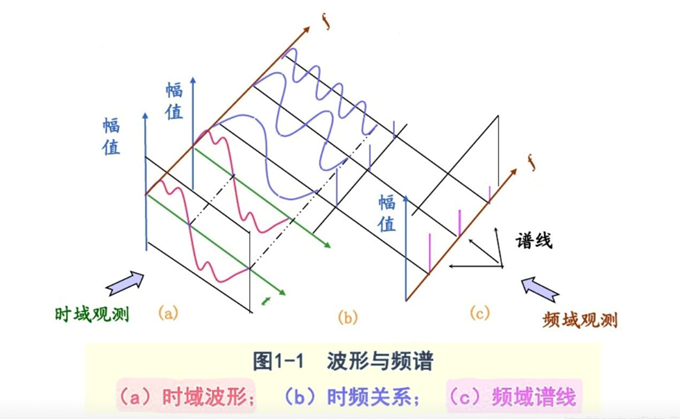 f
幅值
幅值
幅值
f
谱线
t
时域观测
(a)
(b)
(c)
频域观测
图1-1 波形与频谱
(a)时域波形; (b)时频关系; (c)频域谱线